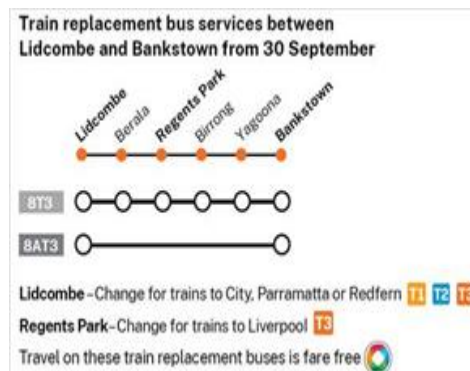 Train replacement bus services between
Lidcombe and Bankstown from 30 September
Lidcombe
Berala
Regents Park
Birrong
Yagoona
Bankstown
8T3
8AT3
Lidcombe–Change for trains to City, Parramatta or Redfern T1 T2 T3
Regents Park–Change for trains to Liverpool T3
Travel on these train replacement buses is fare free